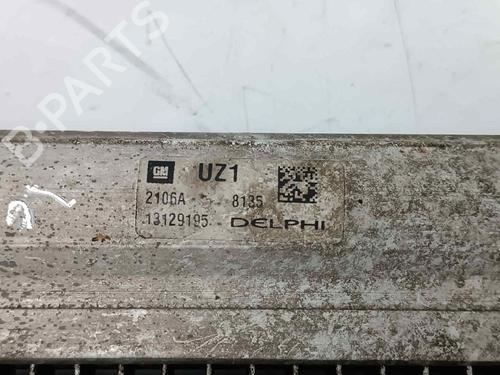 B-PARTS
GM UZ1
2106A - 8135
13129195 DELPHI